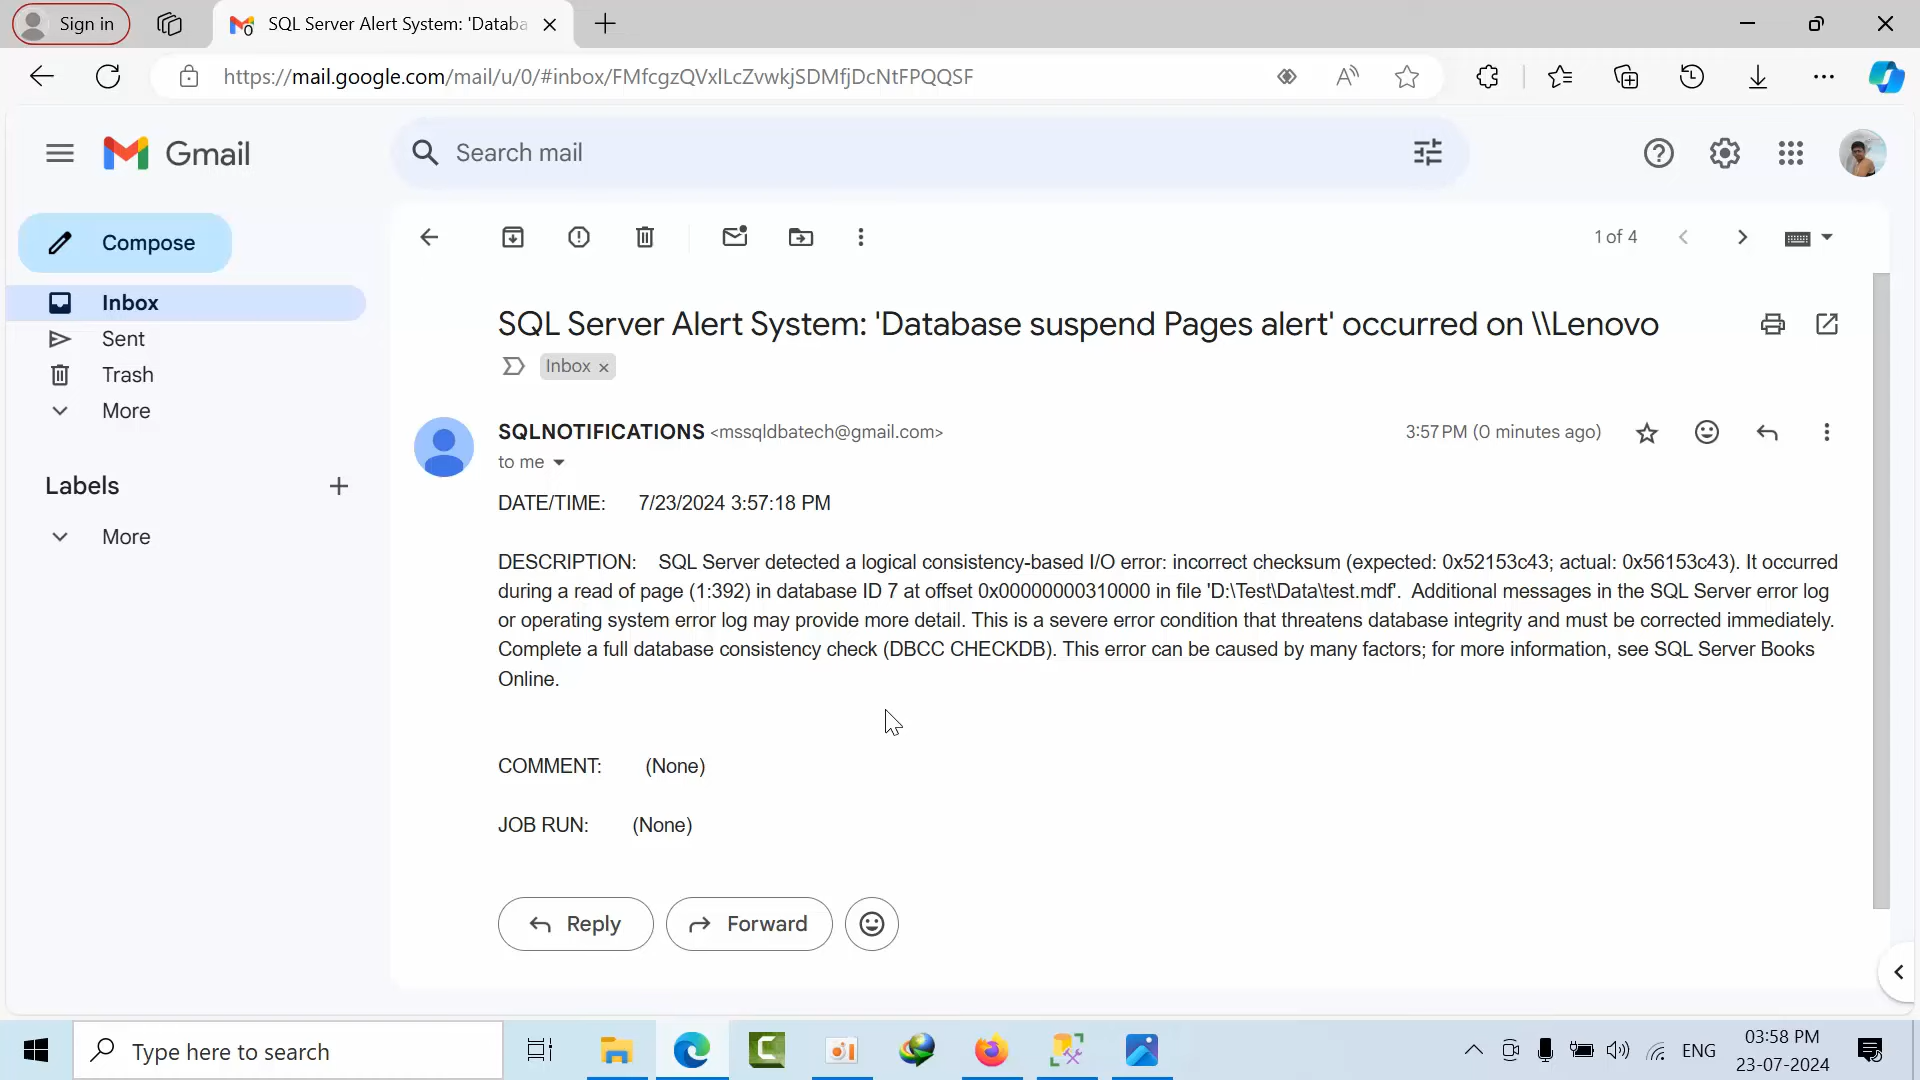 Sign in
SQL Server Alert System: 'Databa
https://mail.google.com/mail/u/0/#inbox/FMfcgzQVxlLcZvwkjSDMfjDcNtFPQQSF
Gmail
Search mail
Compose
1 of 4
Inbox
Sent
Trash
More
Labels
More
SQL Server Alert System: 'Database suspend Pages alert' occurred on \\Lenovo
Inbox x
SQLNOTIFICATIONS <mssqldbatech@gmail.com>
3:57 PM (0 minutes ago)
to me
DATE/TIME: 7/23/2024 3:57:18 PM
DESCRIPTION: SQL Server detected a logical consistency-based I/O error: incorrect checksum (expected: 0x52153c43; actual: 0x56153c43). It occurred
during a read of page (1:392) in database ID 7 at offset 0x00000000310000 in file 'D:\Test\Data\test.mdf'. Additional messages in the SQL Server error log
or operating system error log may provide more detail. This is a severe error condition that threatens database integrity and must be corrected immediately.
Complete a full database consistency check (DBCC CHECKDB). This error can be caused by many factors; for more information, see SQL Server Books
Online.
COMMENT: (None)
JOB RUN: (None)
Reply
Forward
Type here to search
ENG
03:58 PM
23-07-2024